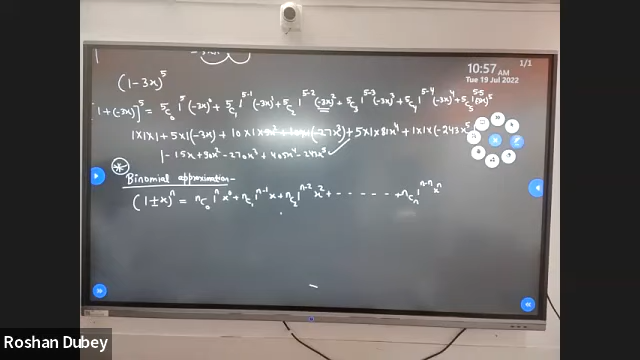 10:57 AM
Tue 19 Jul 2022
1/1
(1-3x)⁵
[1+(-3x)]⁵ = ⁵C₀ 1⁵ (-3x)⁰ + ⁵C₁ 1⁵⁻¹ (-3x)¹ + ⁵C₂ 1⁵⁻² (-3x)² + ⁵C₃ 1⁵⁻³ (-3x)³ + ⁵C₄ 1⁵⁻⁴ (-3x)⁴ + ⁵C₅ 1⁵⁻⁵ (-3x)⁵
1×1×1 + 5×1(-3x) + 10×1×9x² + 10×1×(-27x³) + 5×1×81x⁴ + 1×1×(-243x⁵
1-15x+90x²-270x³+405x⁴-243x⁵
Binomial approximation-
(1±x)ⁿ = ⁿC₀ 1ⁿ x⁰ + ⁿC₁ 1ⁿ⁻¹ x + ⁿC₂ 1ⁿ⁻² x² + - - - - - - + ⁿCₙ 1ⁿ⁻ⁿ xⁿ
Roshan Dubey